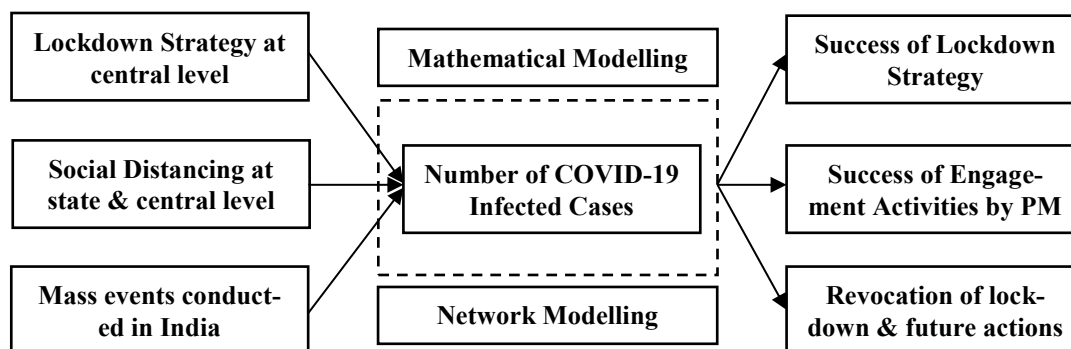 Lockdown Strategy at
central level
Social Distancing at
state & central level
Mass events conduct-
ed in India
Mathematical Modelling
Number of COVID-19
Infected Cases
Network Modelling
Success of Lockdown
Strategy
Success of Engage-
ment Activities by PM
Revocation of lock-
down & future actions